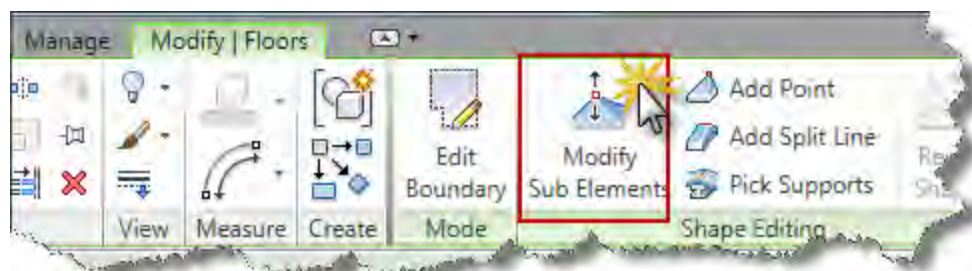 Manage Modify | Floors
Add Point
Add Split Line
Edit Modify
Boundary Sub Elements Pick Supports
View Measure Create Mode Shape Editing